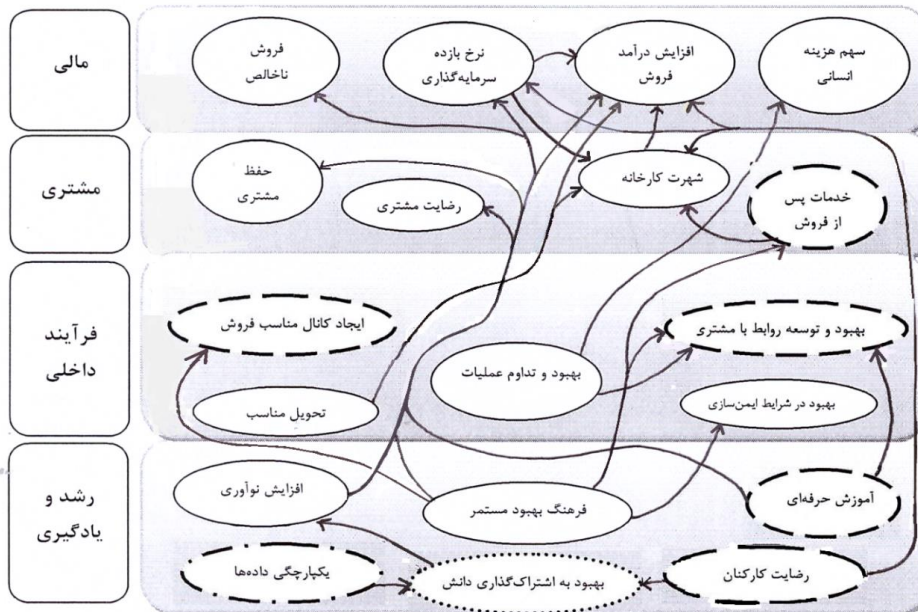 مالی
فروش
ناخالص
نرخ بازده
سرمایه‌گذاری
افزایش درآمد
فروش
سهم هزینه
انسانی
مشتری
حفظ
مشتری
رضایت مشتری
شهرت کارخانه
خدمات پس
از فروش
فرآیند
داخلی
ایجاد کانال مناسب فروش
بهبود و توسعه روابط با مشتری
بهبود و تداوم عملیات
تحویل مناسب
بهبود در شرایط ایمن‌سازی
رشد و
یادگیری
افزایش نوآوری
فرهنگ بهبود مستمر
آموزش حرفه‌ای
یکپارچگی داده‌ها
بهبود به اشتراک‌گذاری دانش
رضایت کارکنان